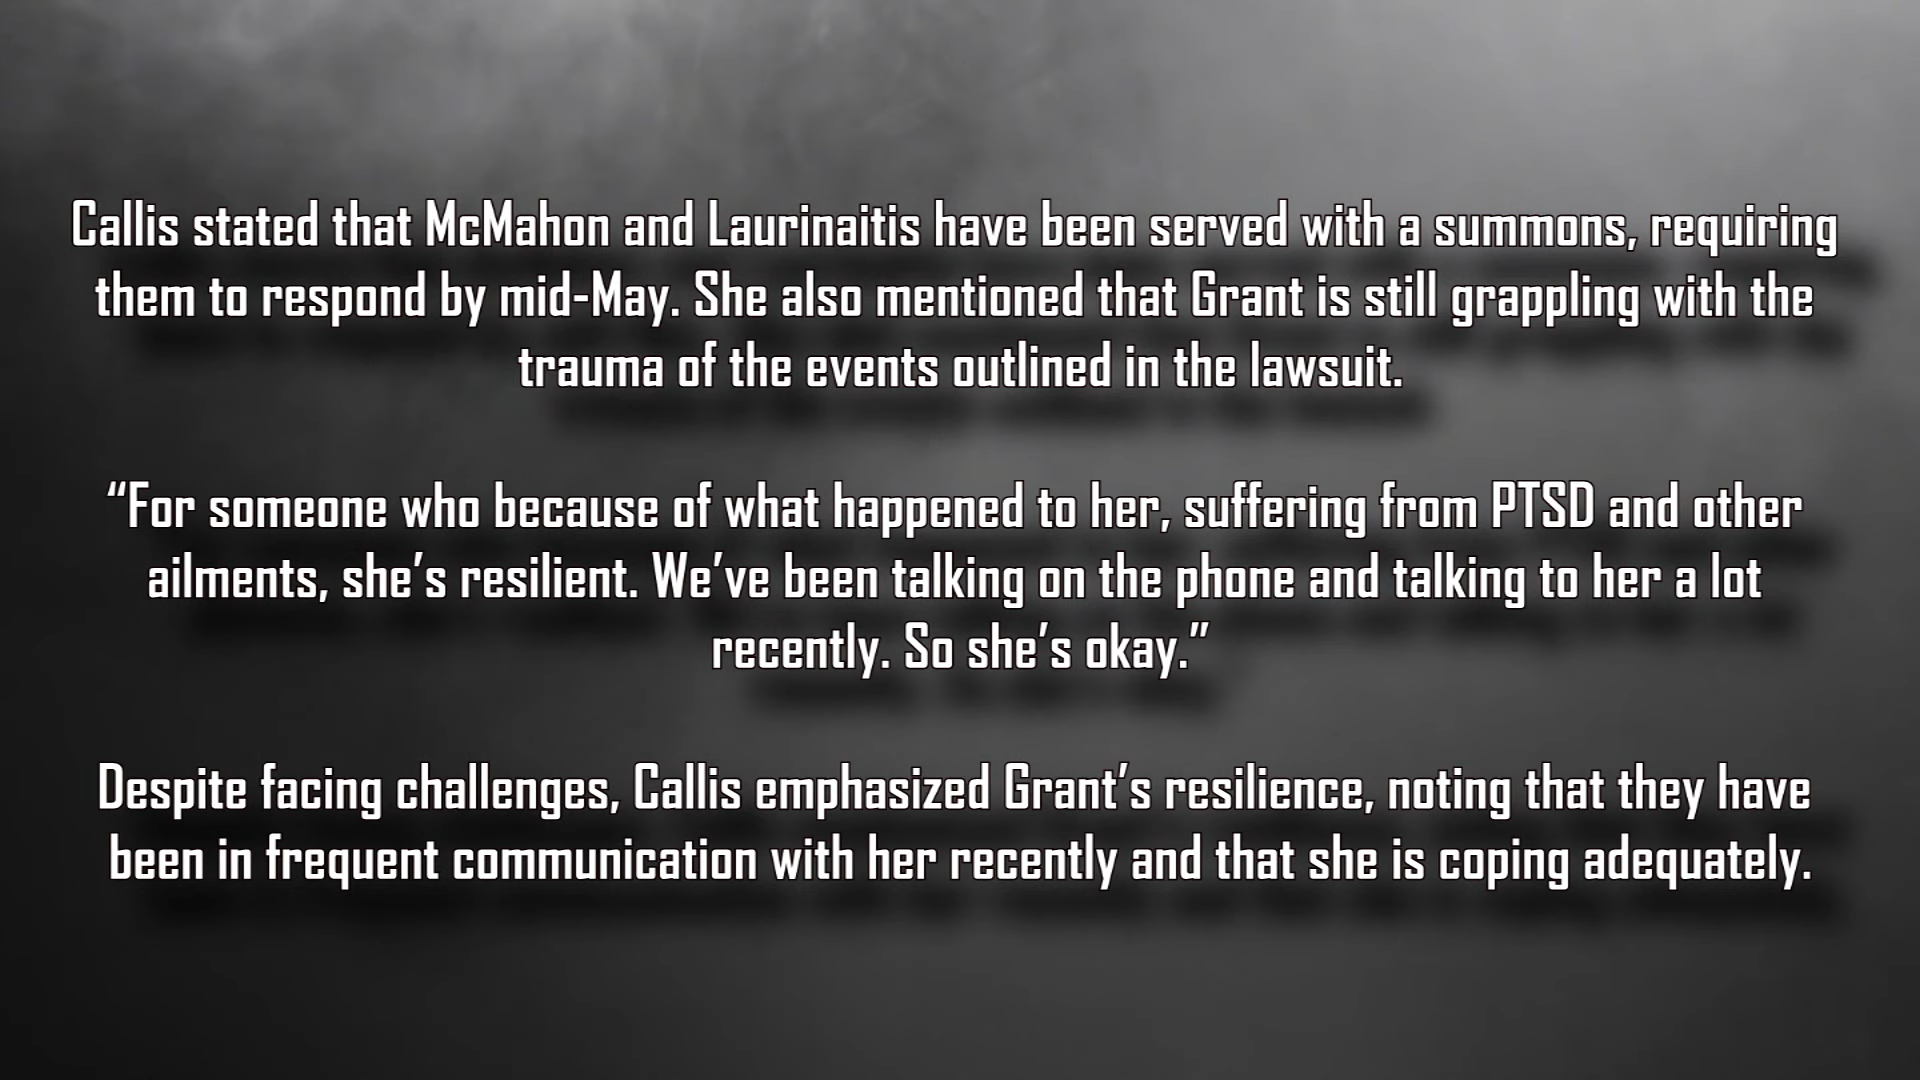 Callis stated that McMahon and Laurinaitis have been served with a summons, requiring
them to respond by mid-May. She also mentioned that Grant is still grappling with the
trauma of the events outlined in the lawsuit.
“For someone who because of what happened to her, suffering from PTSD and other
ailments, she’s resilient. We’ve been talking on the phone and talking to her a lot
recently. So she’s okay.”
Despite facing challenges, Callis emphasized Grant’s resilience, noting that they have
been in frequent communication with her recently and that she is coping adequately.